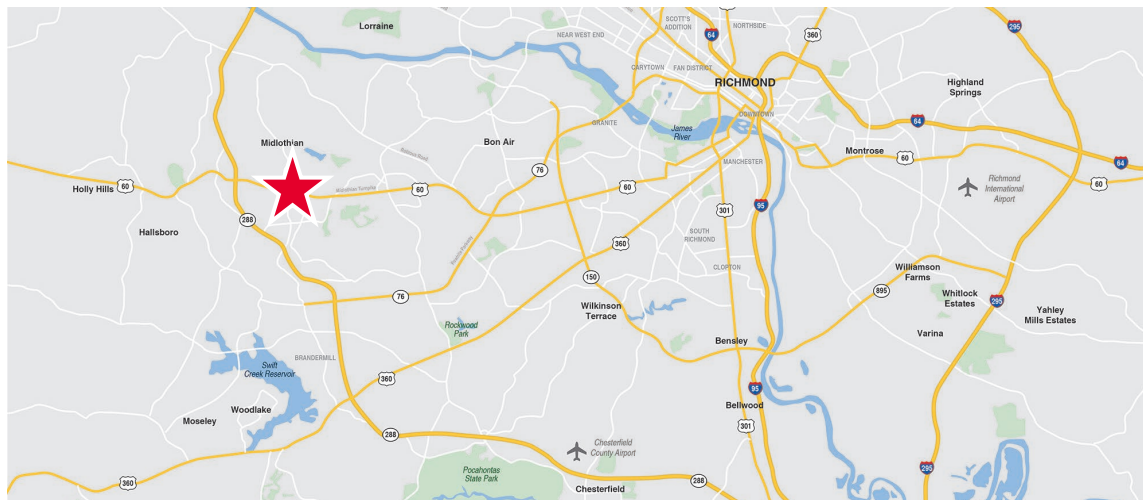 SCOTT'S
ADDITION
NORTHSIDE
Lorraine
295
NEAR WEST END
64
360
CARYTOWN
FAN DISTRICT
RICHMOND
Highland
Springs
DOWNTOWN
GRANITE
James
River
64
Midlothian
Bon Air
Montrose
MANCHESTER
60
64
76
Holly Hills
60
Midlothian Turnpike
60
60
Richmond
International
Airport
60
301
95
288
Hallsboro
SOUTH
RICHMOND
360
CLOPTON
Williamson
Farms
150
895
Whitlock
Estates
76
295
Wilkinson
Terrace
Yahley
Mills Estates
Rockwood
Park
Varina
Bensley
BRANDERMILL
Swift
Creek Reservoir
360
95
Woodlake
Bellwood
Moseley
301
288
Chesterfield
County Airport
295
Pocahontas
State Park
360
288
Chesterfield